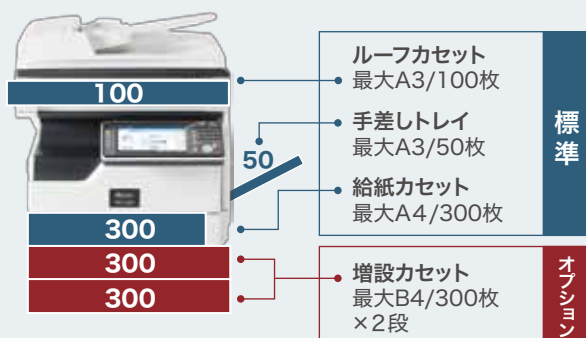 100
50
300
300
300
ルーフカセット
最大A3/100枚
手差しトレイ
最大A3/50枚
給紙カセット
最大A4/300枚
標準
増設カセット
最大B4/300枚
×2段
オプション